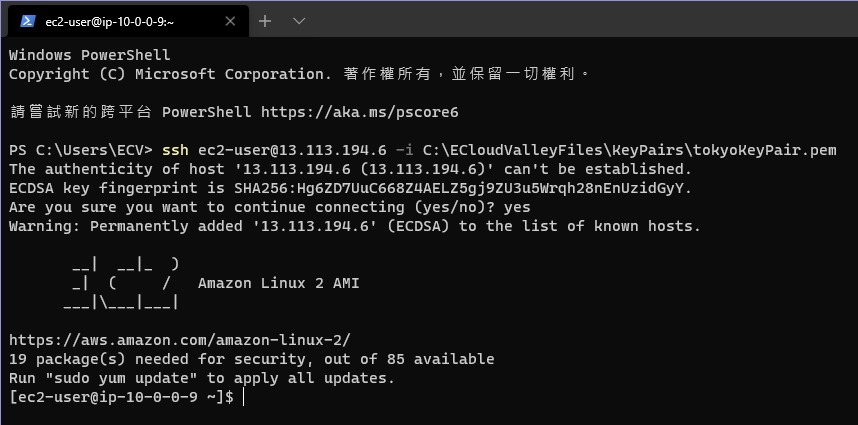 ec2-user@ip-10-0-0-9:~
Windows PowerShell
Copyright (C) Microsoft Corporation. 著作權所有，並保留一切權利。
請嘗試新的跨平台 PowerShell https://aka.ms/pscore6
PS C:\Users\ECV> ssh ec2-user@13.113.194.6 -i C:\ECloudValleyFiles\KeyPairs\tokyoKeyPair.pem
The authenticity of host '13.113.194.6 (13.113.194.6)' can't be established.
ECDSA key fingerprint is SHA256:Hg6ZD7UuC668Z4AELZ5gj9ZU3u5Wrqh28nEnUzidGyY.
Are you sure you want to continue connecting (yes/no)? yes
Warning: Permanently added '13.113.194.6' (ECDSA) to the list of known hosts.
__|  __|_  )
_|  (     /   Amazon Linux 2 AMI
___|\___|___|
https://aws.amazon.com/amazon-linux-2/
19 package(s) needed for security, out of 85 available
Run "sudo yum update" to apply all updates.
[ec2-user@ip-10-0-0-9 ~]$